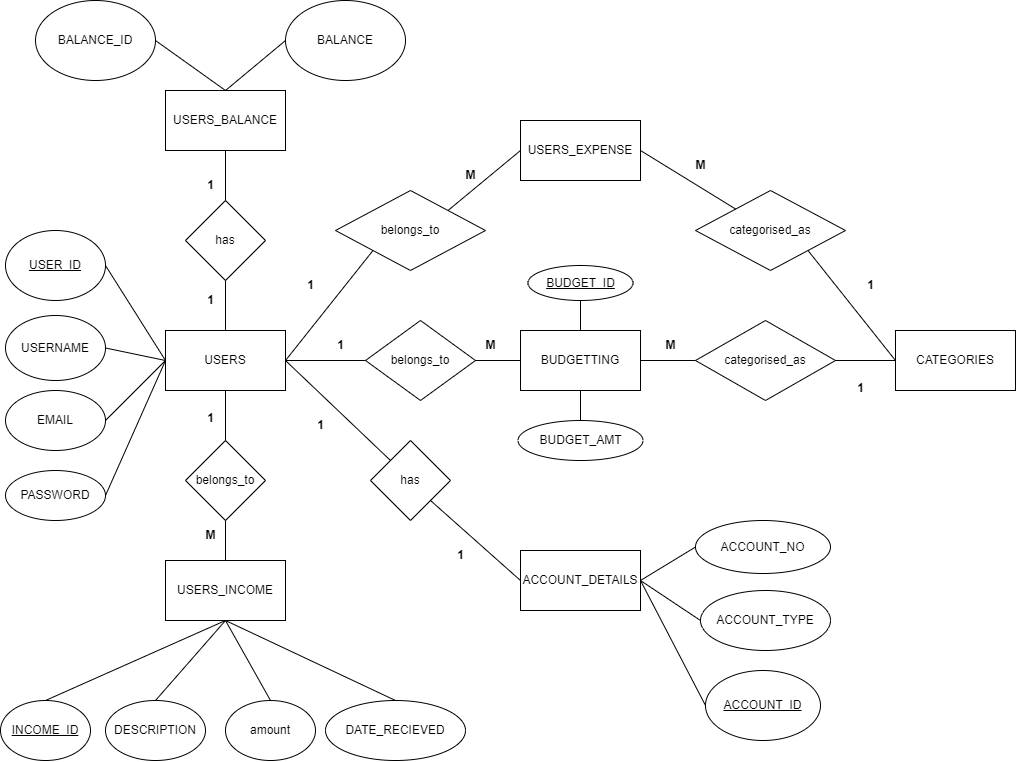 BALANCE_ID
BALANCE
USERS_BALANCE
USERS_EXPENSE
M
M
1
has
belongs_to
categorised_as
USER_ID
1
1
1
BUDGET_ID
USERNAME
USERS
1
belongs_to
M
BUDGETTING
M
categorised_as
1
CATEGORIES
EMAIL
1
1
BUDGET_AMT
PASSWORD
belongs_to
has
M
1
ACCOUNT_NO
USERS_INCOME
ACCOUNT_DETAILS
ACCOUNT_TYPE
ACCOUNT_ID
INCOME_ID
DESCRIPTION
amount
DATE_RECIEVED